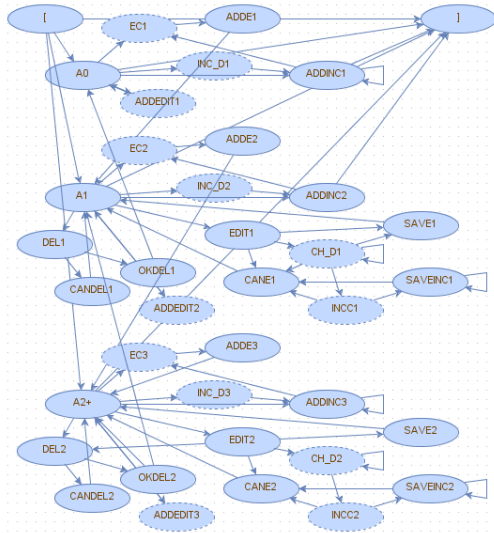 [
EC1
ADDE1
]
A0
INC_D1
ADDINC1
ADDEDIT1
EC2
ADDE2
A1
INC_D2
ADDINC2
DEL1
EDIT1
SAVE1
CH_D1
CANDEL1
OKDEL1
CANE1
SAVEINC1
ADDEDIT2
INCC1
EC3
ADDE3
A2+
INC_D3
ADDINC3
DEL2
EDIT2
SAVE2
CH_D2
CANDEL2
OKDEL2
CANE2
SAVEINC2
ADDEDIT3
INCC2